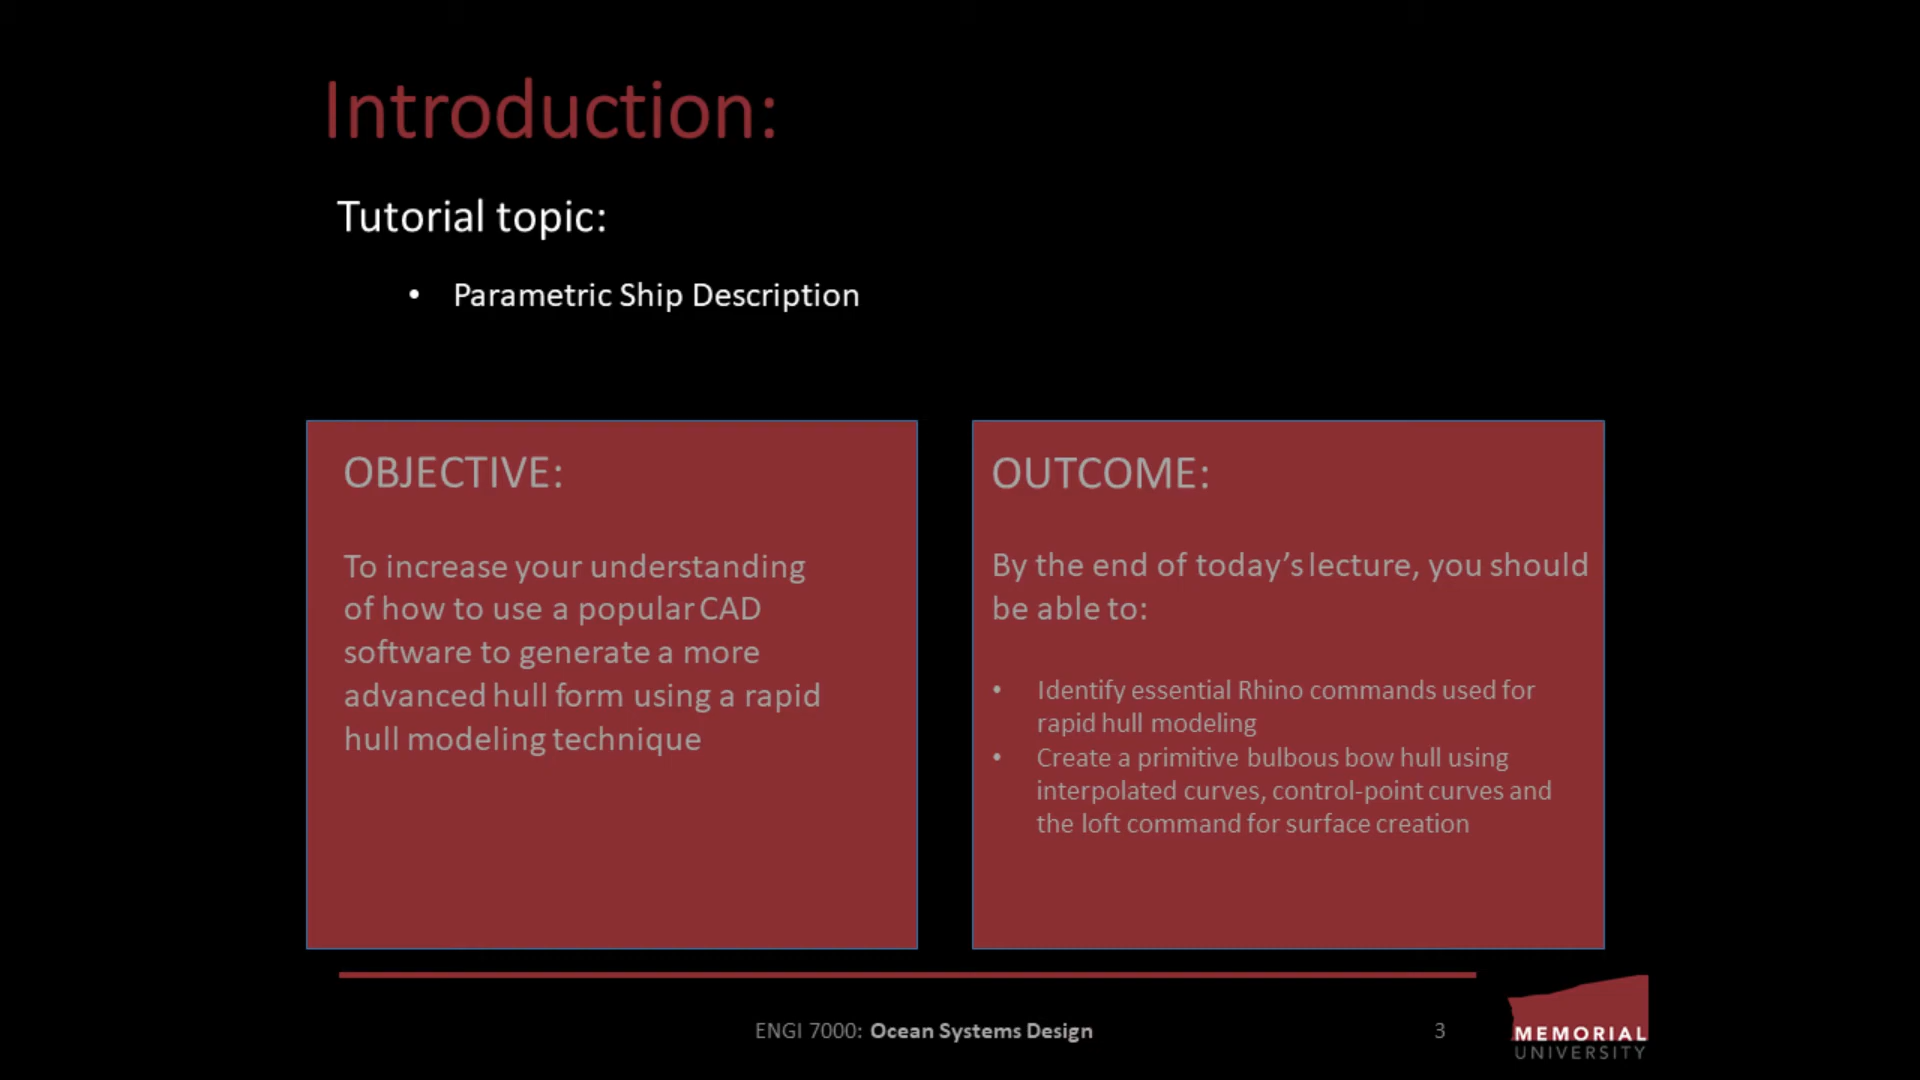 Introduction:
Tutorial topic:
• Parametric Ship Description
OBJECTIVE:
To increase your understanding
of how to use a popular CAD
software to generate a more
advanced hull form using a rapid
hull modeling technique
OUTCOME:
By the end of today’s lecture, you should
be able to:
• Identify essential Rhino commands used for
rapid hull modeling
• Create a primitive bulbous bow hull using
interpolated curves, control-point curves and
the loft command for surface creation
ENGI 7000: Ocean Systems Design
3
MEMORIAL
UNIVERSITY